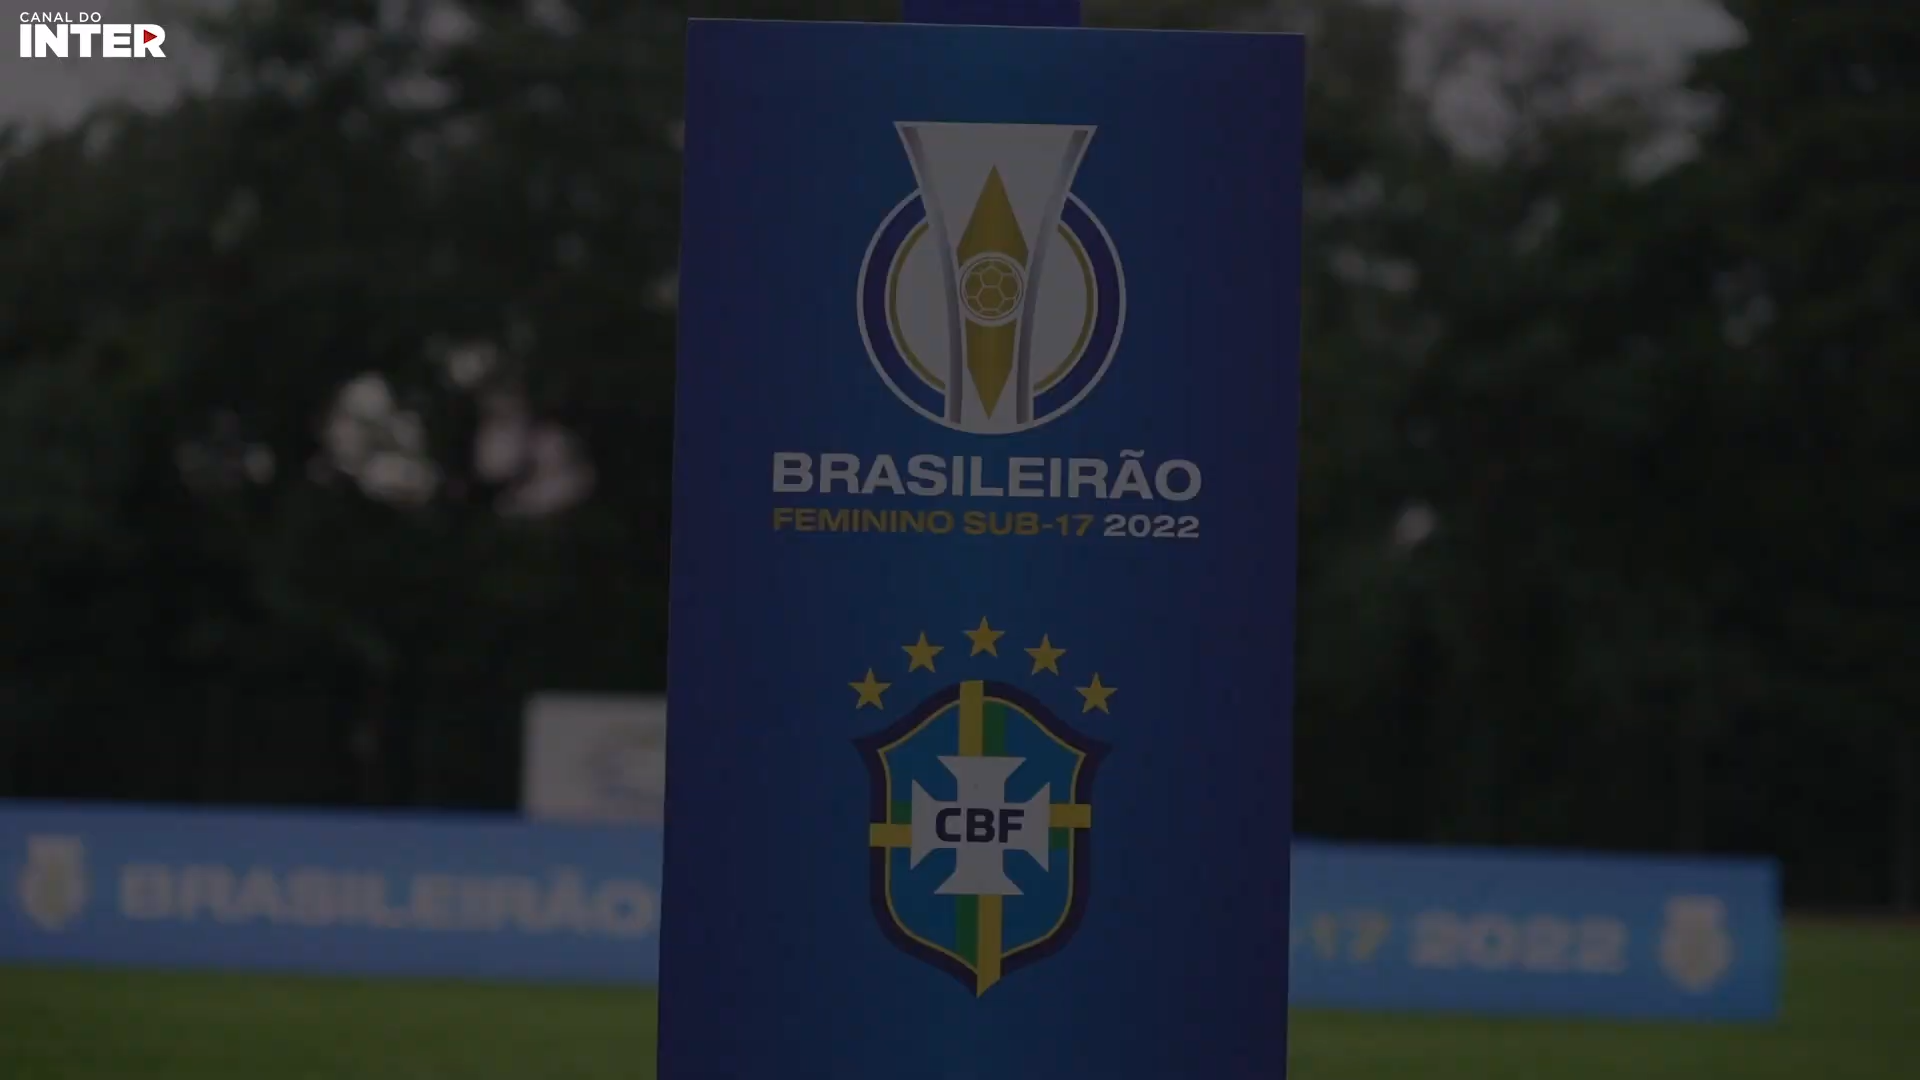 CANAL DO
INTER
BRASILEIRÃO
FEMININO SUB-17 2022
CBF
BRASILEIRÃO
-17 2022